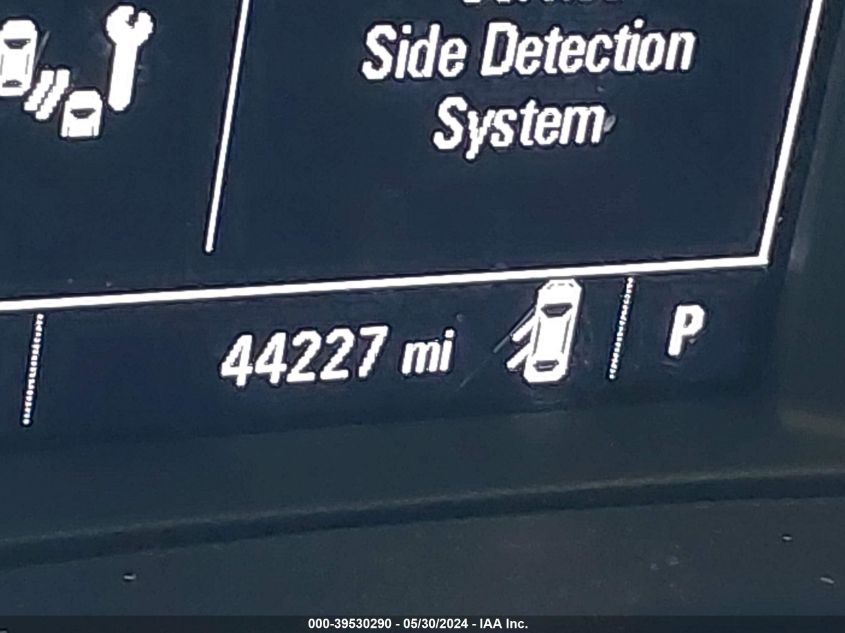 Side Detection
System
44227 mi
P
000-39530290 - 05/30/2024 - IAA Inc.